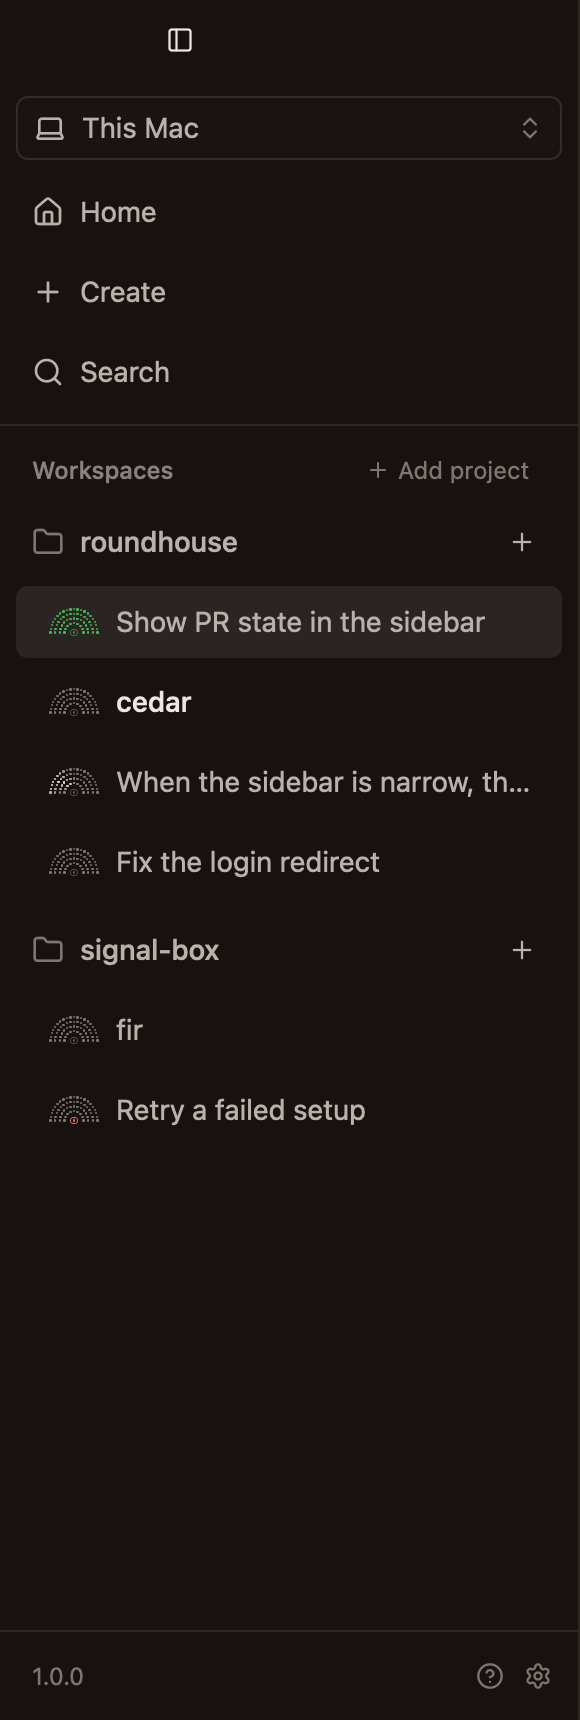 This Mac
Home
Create
Search
Workspaces
Add project
roundhouse
Show PR state in the sidebar
cedar
When the sidebar is narrow, th...
Fix the login redirect
signal-box
fir
Retry a failed setup
1.0.0